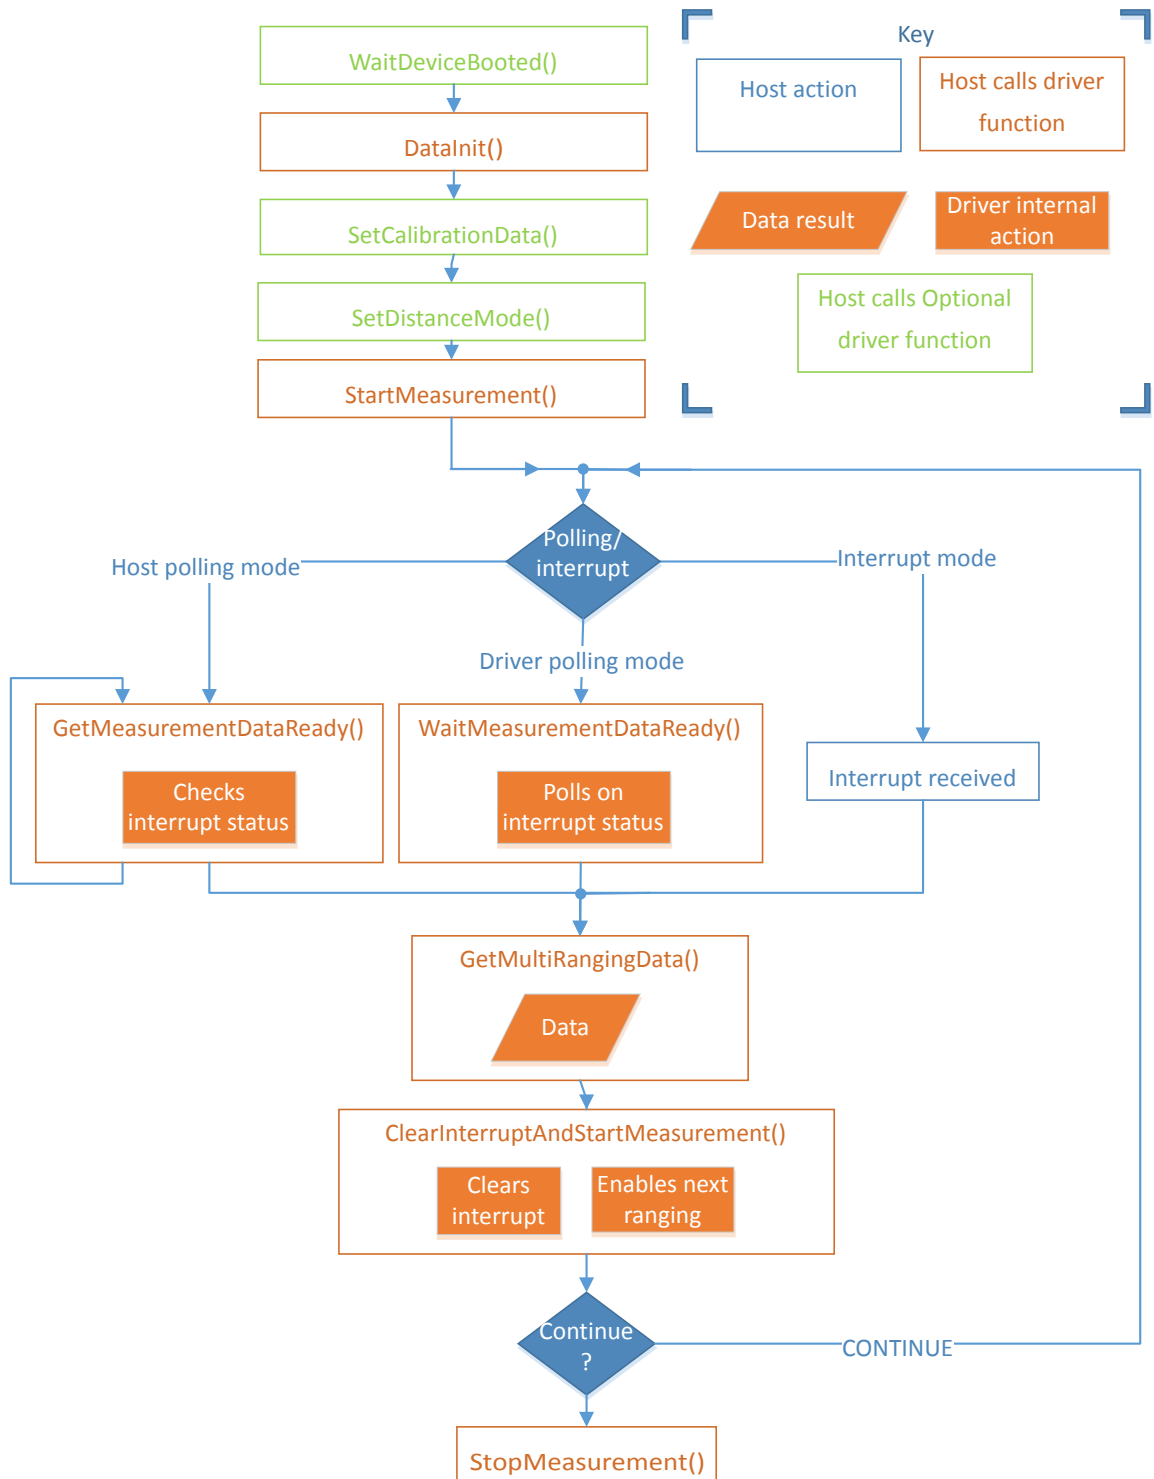 WaitDeviceBooted()
DataInit()
SetCalibrationData()
SetDistanceMode()
StartMeasurement()
Key
Host action
Host calls driver
function
Data result
Driver internal
action
Host calls Optional
driver function
Polling/
interrupt
Host polling mode
Interrupt mode
Driver polling mode
GetMeasurementDataReady()
Checks
interrupt status
WaitMeasurementDataReady()
Polls on
interrupt status
Interrupt received
GetMultiRangingData()
Data
ClearInterruptAndStartMeasurement()
Clears
interrupt
Enables next
ranging
Continue
?
CONTINUE
StopMeasurement()